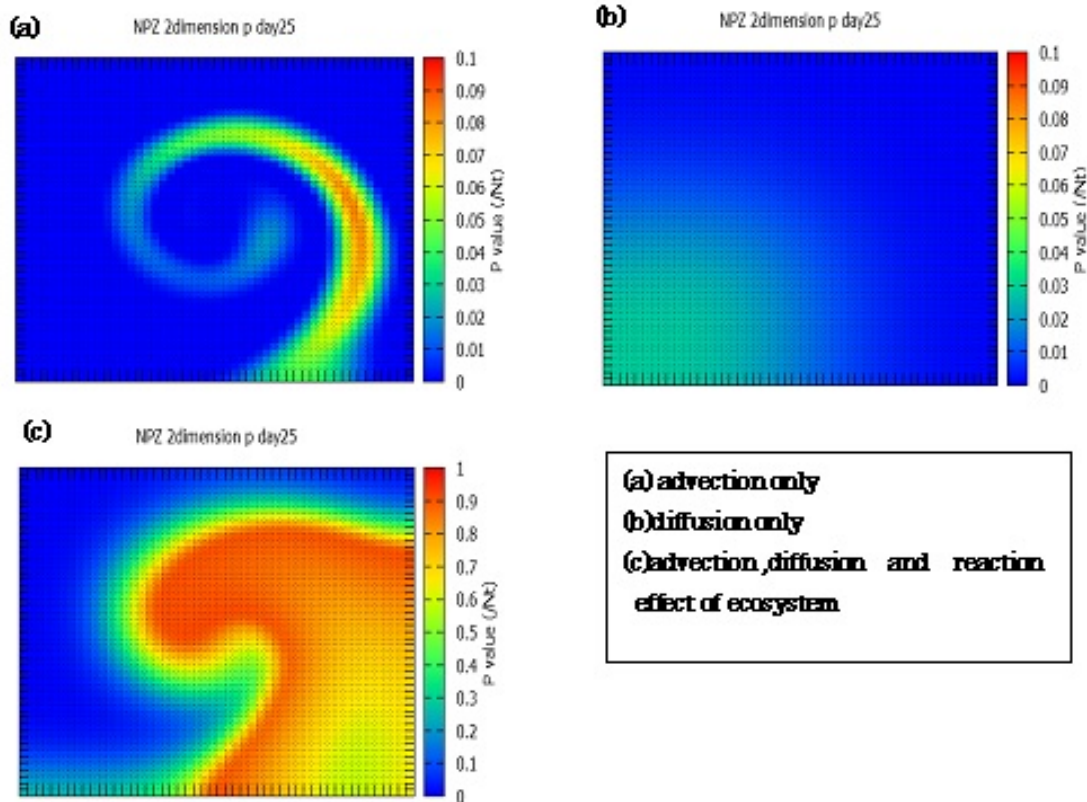 (a)
NPZ 2dimension p day25
0.1
0.09
0.08
0.07
0.06
0.05
0.04
0.03
0.02
0.01
0
P value (/Nt)
(b)
NPZ 2dimension p day25
0.1
0.09
0.08
0.07
0.06
0.05
0.04
0.03
0.02
0.01
0
P value (/Nt)
(c)
NPZ 2dimension p day25
1
0.9
0.8
0.7
0.6
0.5
0.4
0.3
0.2
0.1
0
P value (/Nt)
(a) advection only
(b)diffusion only
(c)advection ,diffusion and reaction
effect of ecosystem